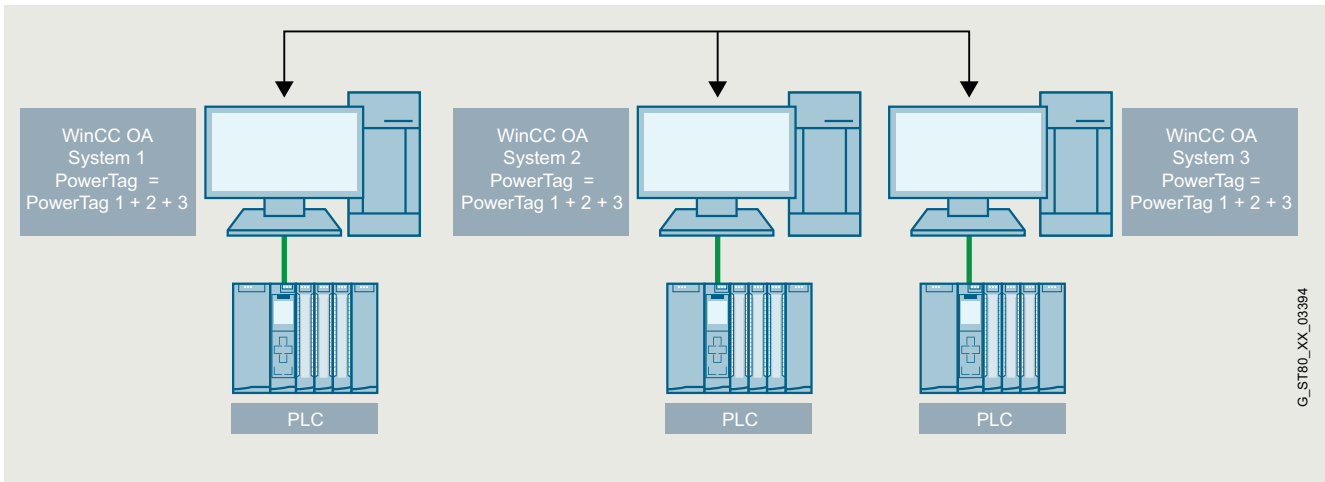 WinCC OA
System 1
PowerTag =
PowerTag 1 + 2 + 3
WinCC OA
System 2
PowerTag =
PowerTag 1 + 2 + 3
WinCC OA
System 3
PowerTag =
PowerTag 1 + 2 + 3
PLC
PLC
PLC
G_ST80_XX_03394